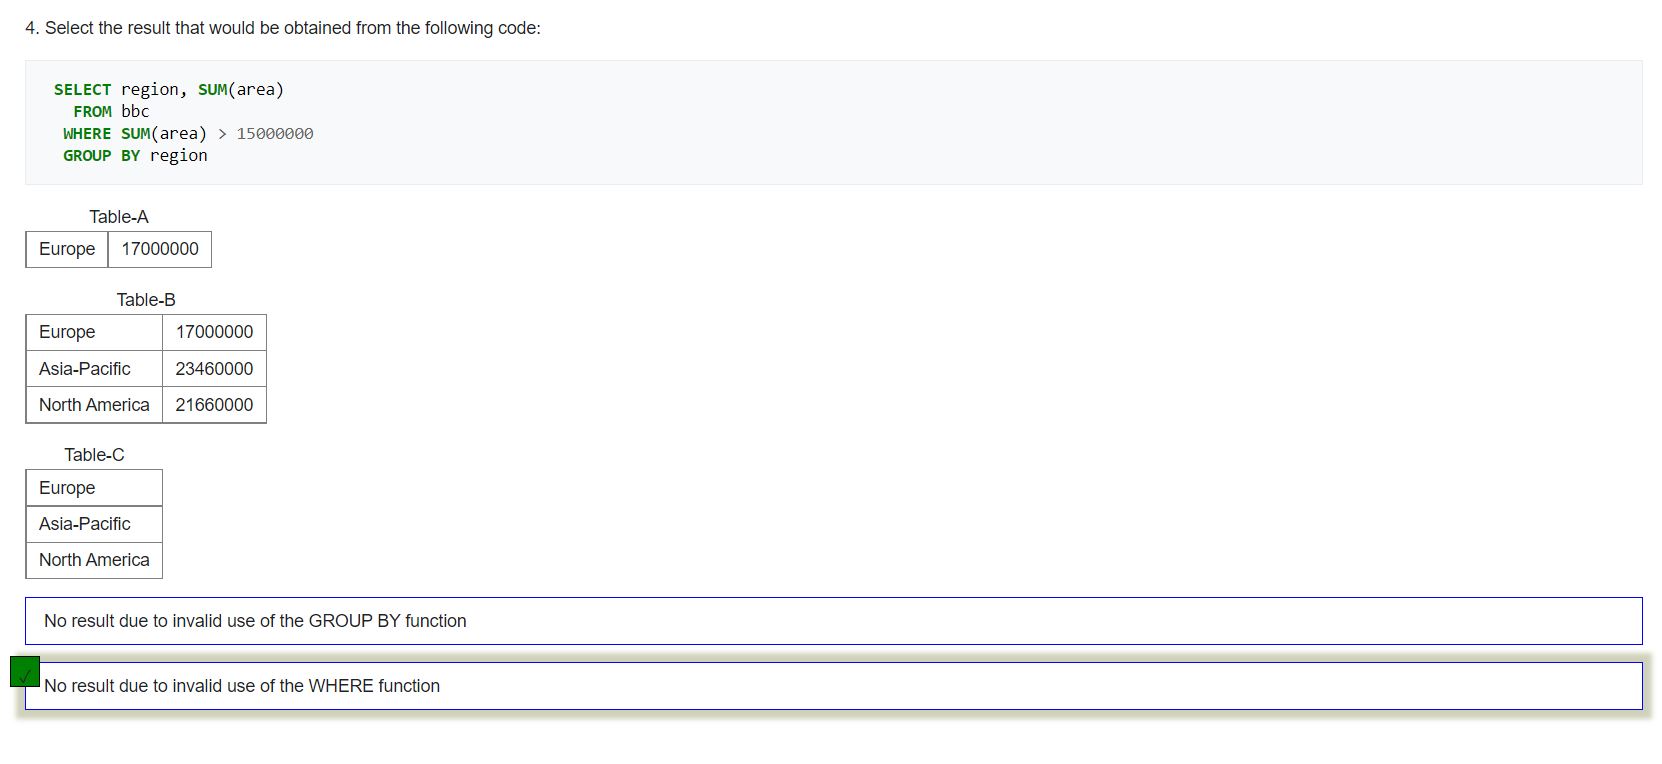 4. Select the result that would be obtained from the following code:
SELECT region, SUM(area)
FROM bbc
WHERE SUM(area) > 15000000
GROUP BY region
Table-A
Europe 17000000
Table-B
Europe 17000000
Asia-Pacific 23460000
North America 21660000
Table-C
Europe
Asia-Pacific
North America
No result due to invalid use of the GROUP BY function
✓
No result due to invalid use of the WHERE function